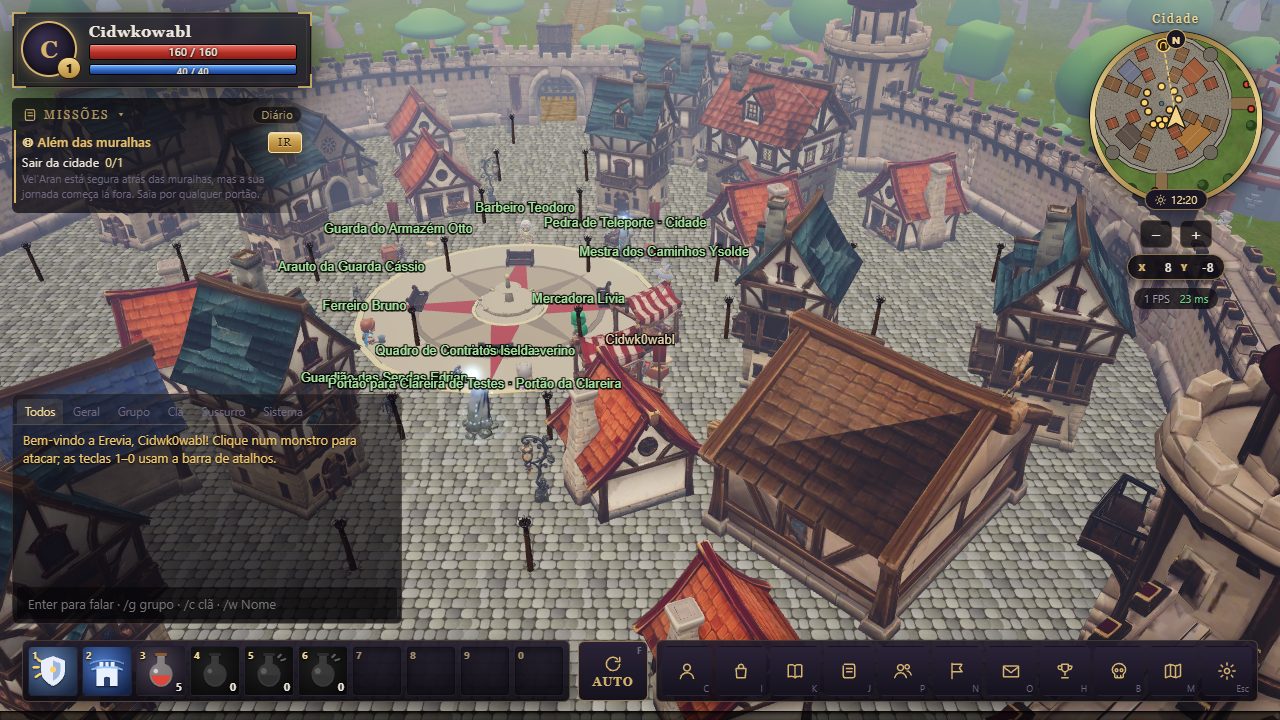 Cidwkowabl
C
1
160 / 160
40 / 40
MISSÕES
Diário
Além das muralhas
IR
Sair da cidade 0/1
Vel'Aran está segura atrás das muralhas, mas a sua
jornada começa lá fora. Saia por qualquer portão.
Cidade
N
12:20
− +
X 8 Y -8
1 FPS 23 ms
Barbeiro Teodoro
Guarda do Armazém Otto
Pedra de Teleporte - Cidade
Mestra dos Caminhos Ysolde
Arauto da Guarda Cássio
Ferreiro Bruno
Mercadora Lívia
Cidwk0wabl
Quadro de Contratos
Portão para Clareira de Testes · Portão da Clareira
Todos Geral Grupo Clã Sussurro Sistema
Bem-vindo a Erevia, Cidwk0wabl! Clique num monstro para
atacar; as teclas 1–0 usam a barra de atalhos.
Enter para falar · /g grupo · /c clã · /w Nome
1 2 3 4 5 6 7 8 9 0
5 0 0 0
F
AUTO
C I K J P N O H B M Esc